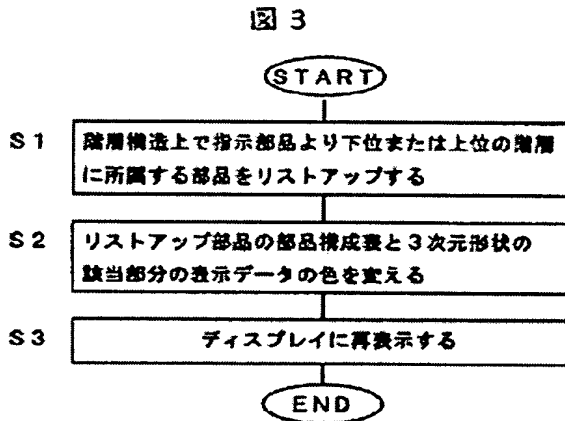 図 3
START
S1 階層構造上で指示部品より下位または上位の階層
に所属する部品をリストアップする
S2 リストアップ部品の部品構成表と3次元形状の
該当部分の表示データの色を変える
S3 ディスプレイに再表示する
END